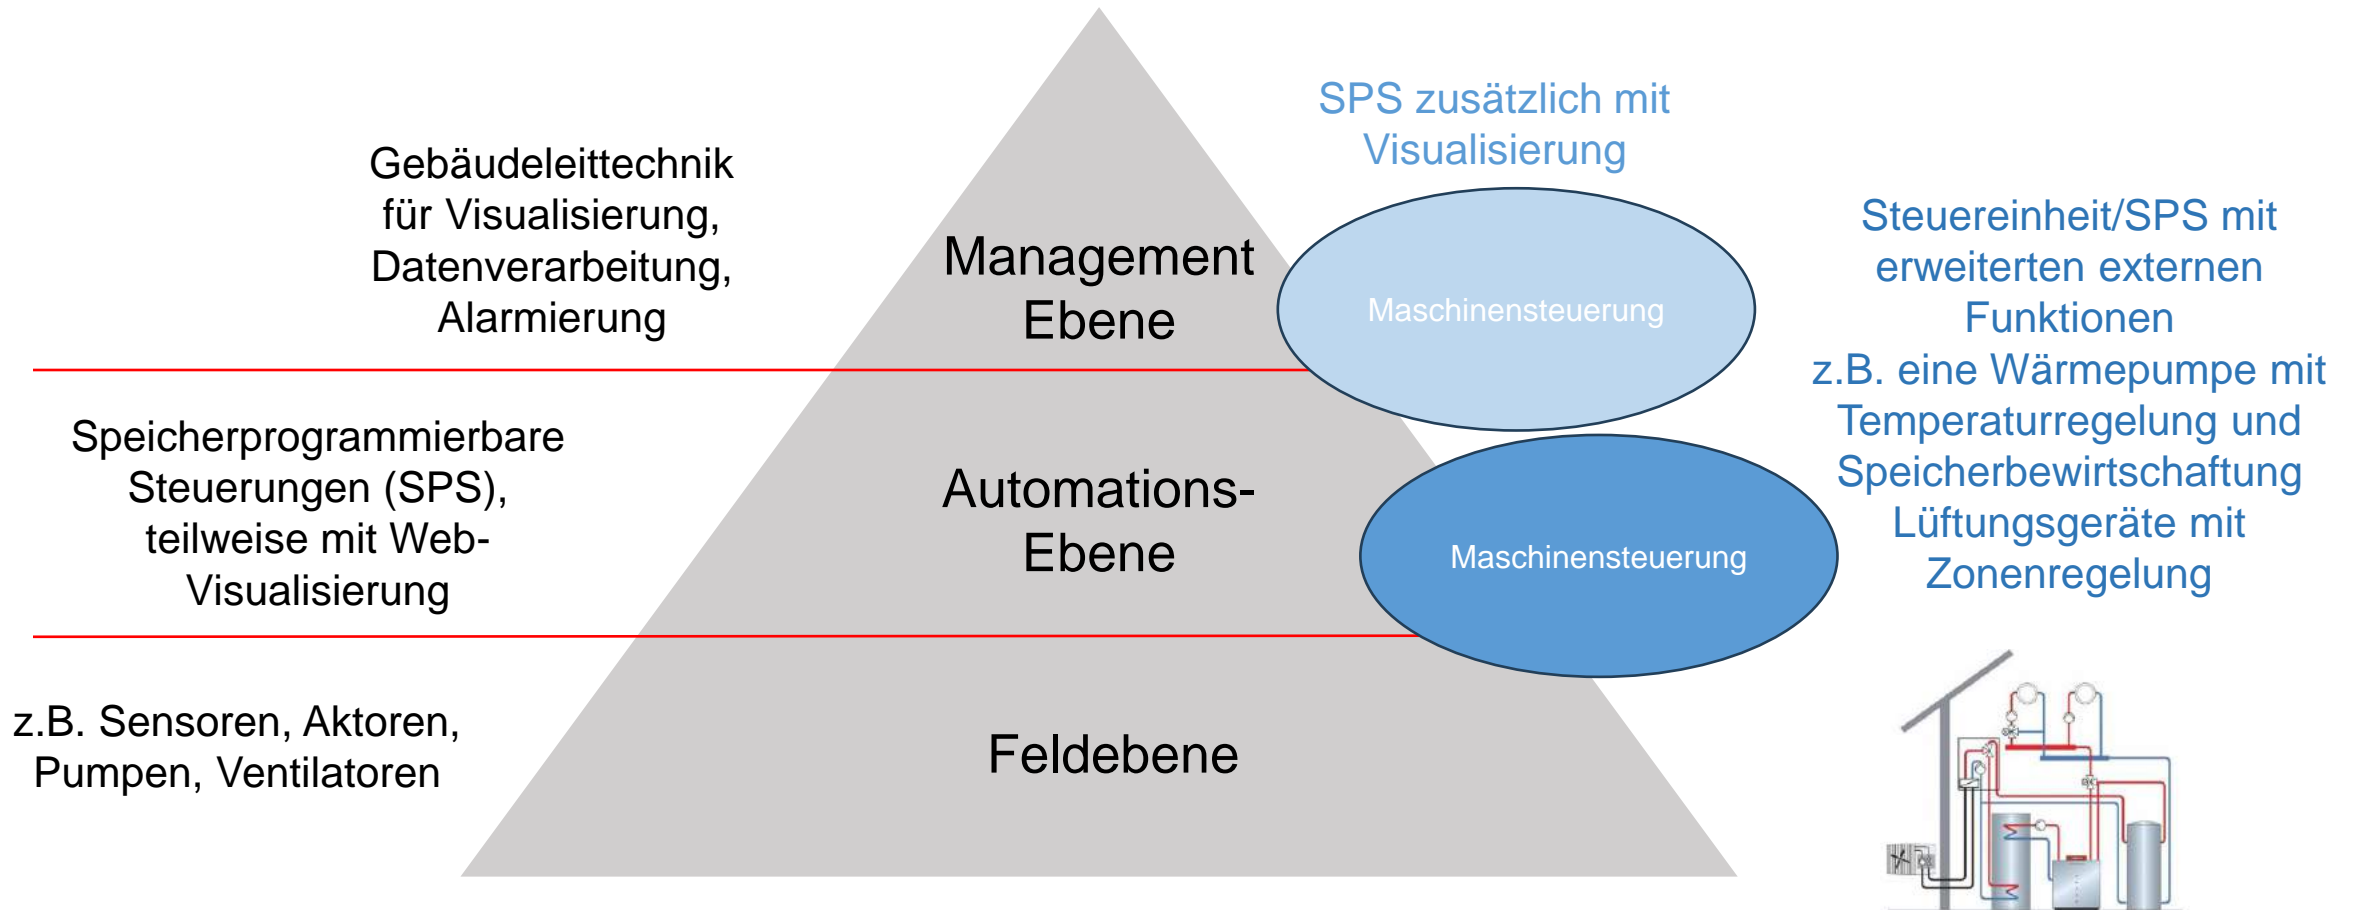 SPS zusätzlich mit
Visualisierung
Gebäudeleittechnik
für Visualisierung,
Datenverarbeitung,
Alarmierung
Management
Ebene
Maschinensteuerung
Steuereinheit/SPS mit
erweiterten externen
Funktionen
z.B. eine Wärmepumpe mit
Temperaturregelung und
Speicherbewirtschaftung
Lüftungsgeräte mit
Zonenregelung
Speicherprogrammierbare
Steuerungen (SPS),
teilweise mit Web-
Visualisierung
Automations-
Ebene
Maschinensteuerung
z.B. Sensoren, Aktoren,
Pumpen, Ventilatoren
Feldebene